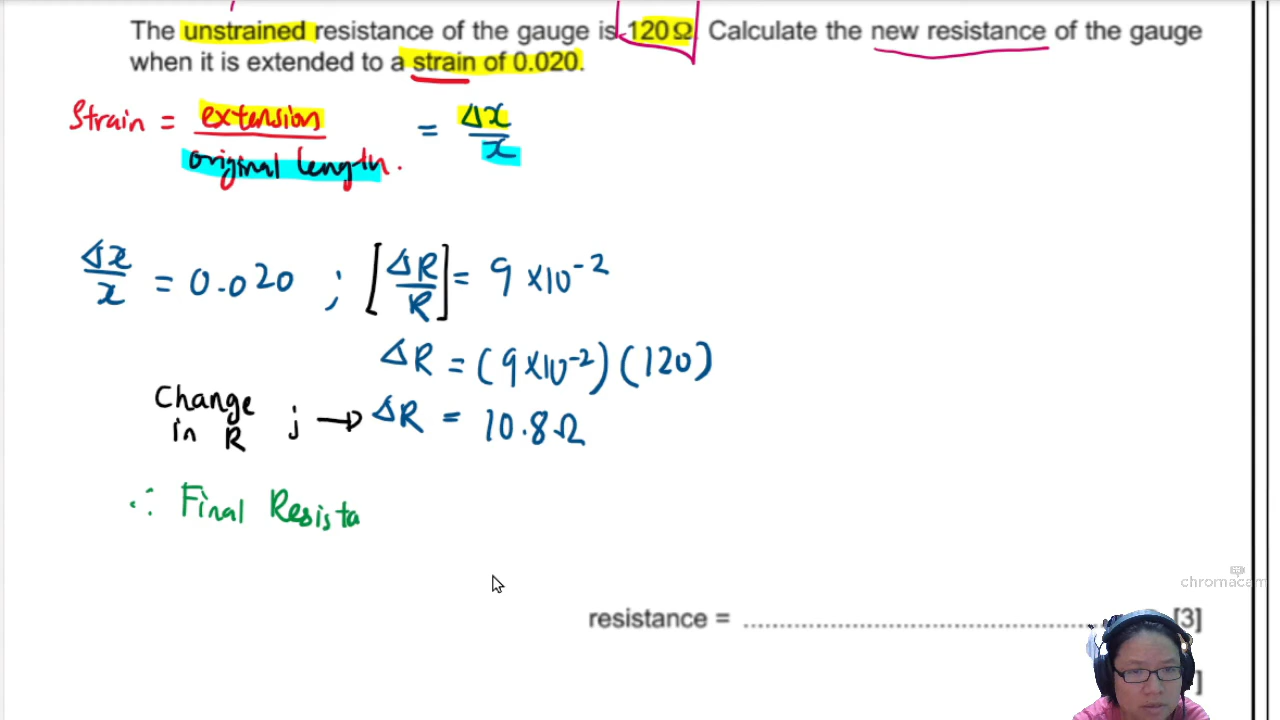 The unstrained resistance of the gauge is 120 Ω. Calculate the new resistance of the gauge
when it is extended to a strain of 0.020.
Strain = extension / original length. = Δx / x
Δx / x = 0.020 ; [ΔR / R] = 9 × 10⁻²
ΔR = (9 × 10⁻²) (120)
Change in R ; → ΔR = 10.8 Ω
∴ Final Resista
chromacam
resistance = ................................................ [3]
]